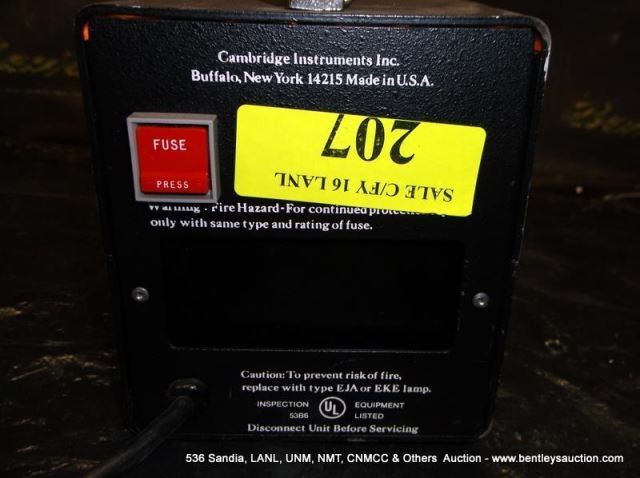 Cambridge Instruments Inc.
Buffalo, New York 14215 Made in U.S.A.
FUSE
PRESS
207
SALE C/FY 16 LANL
Warning: Fire Hazard-For continued
only with same type and rating of fuse.
Caution: To prevent risk of fire,
replace with type EJA or EKE lamp.
INSPECTION UL EQUIPMENT
53B6 LISTED
Disconnect Unit Before Servicing
536 Sandia, LANL, UNM, NMT, CNMCC & Others Auction - www.bentleysauction.com